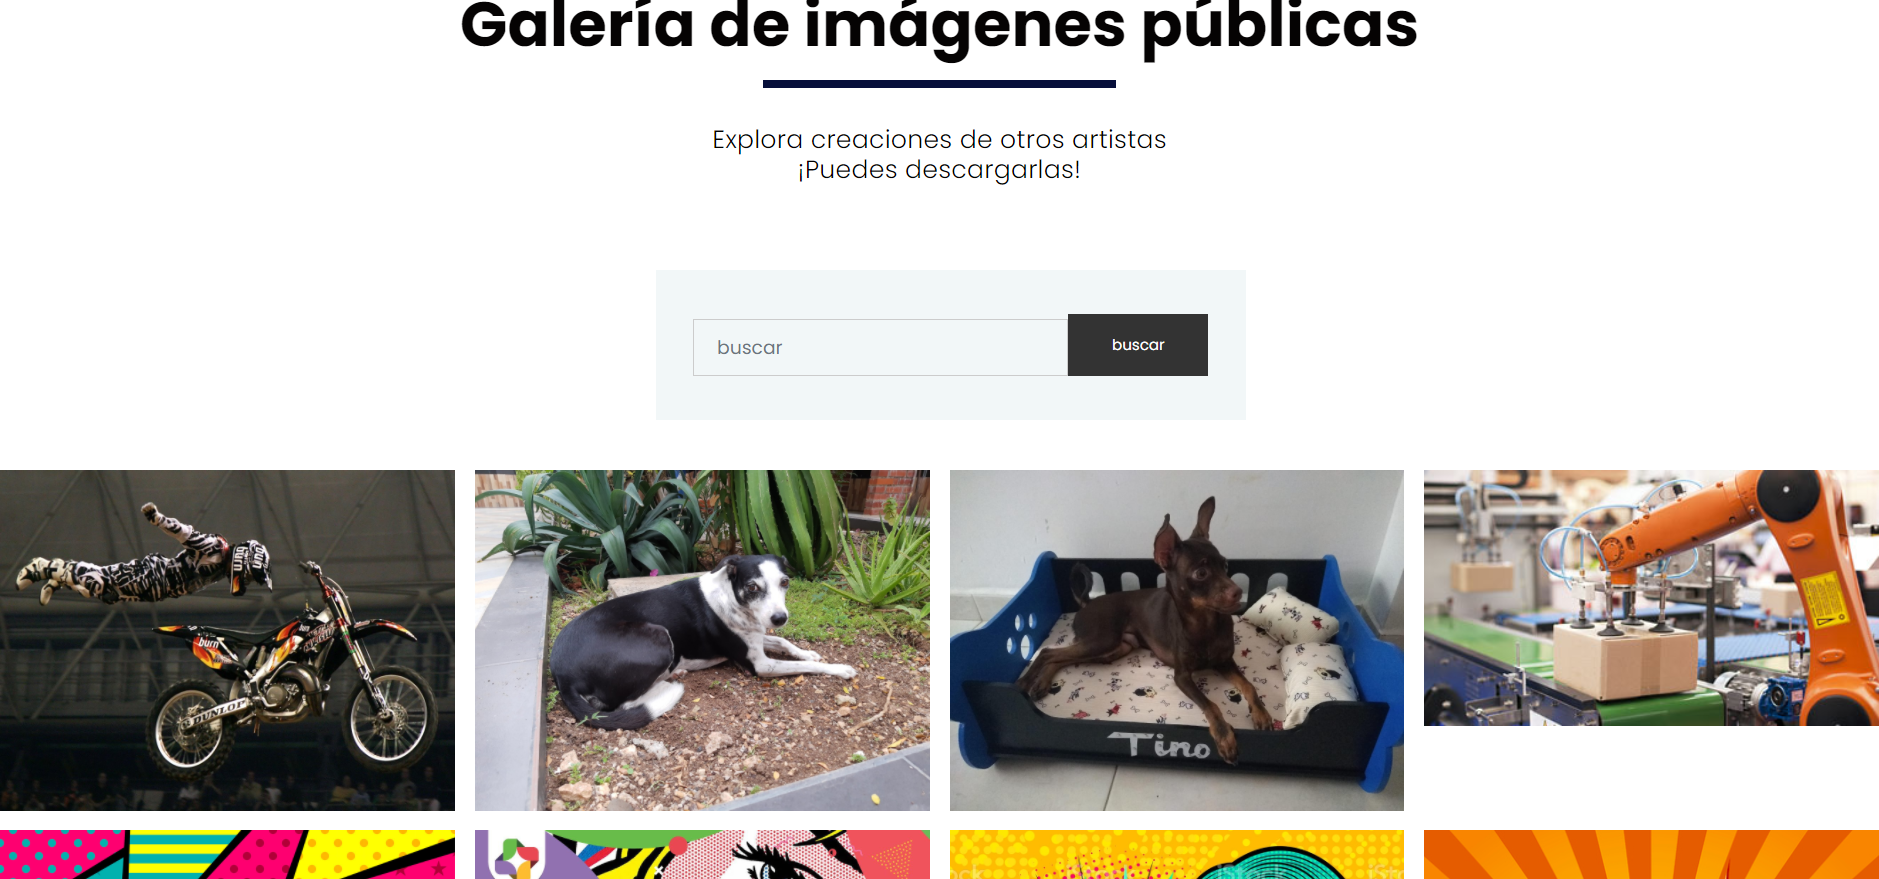 Galería de imágenes públicas
Explora creaciones de otros artistas
¡Puedes descargarlas!
buscar
buscar
burn
DUNLOP
Tino